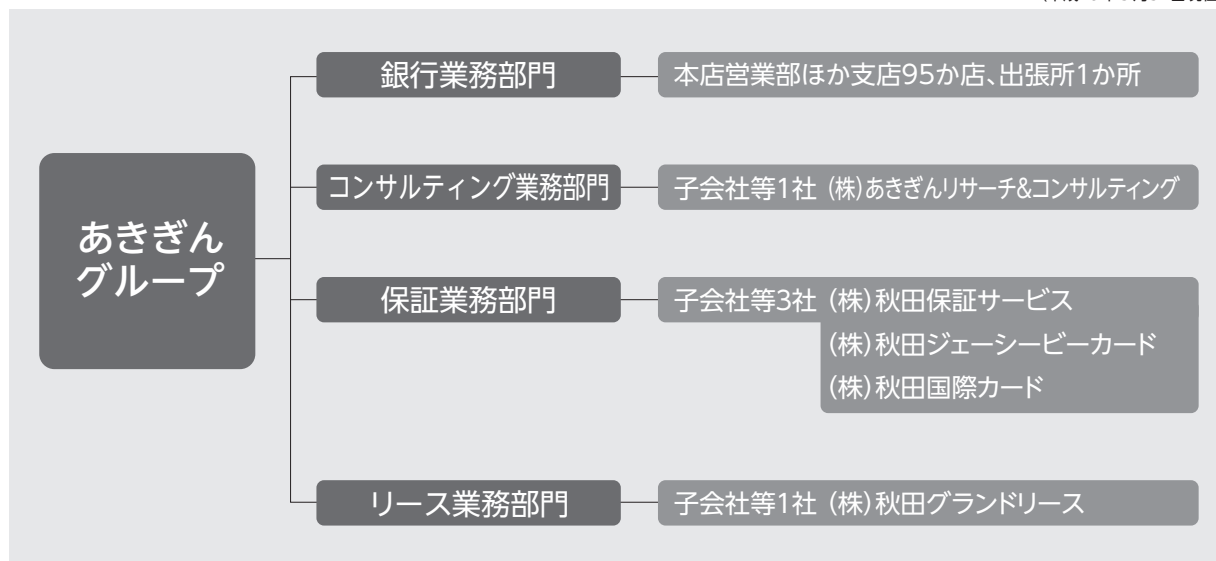 あきぎん
グループ
銀行業務部門
本店営業部ほか支店95か店、出張所1か所
コンサルティング業務部門
子会社等1社 (株)あきぎんリサーチ&コンサルティング
保証業務部門
子会社等3社 (株)秋田保証サービス
(株)秋田ジェーシービーカード
(株)秋田国際カード
リース業務部門
子会社等1社 (株)秋田グランドリース